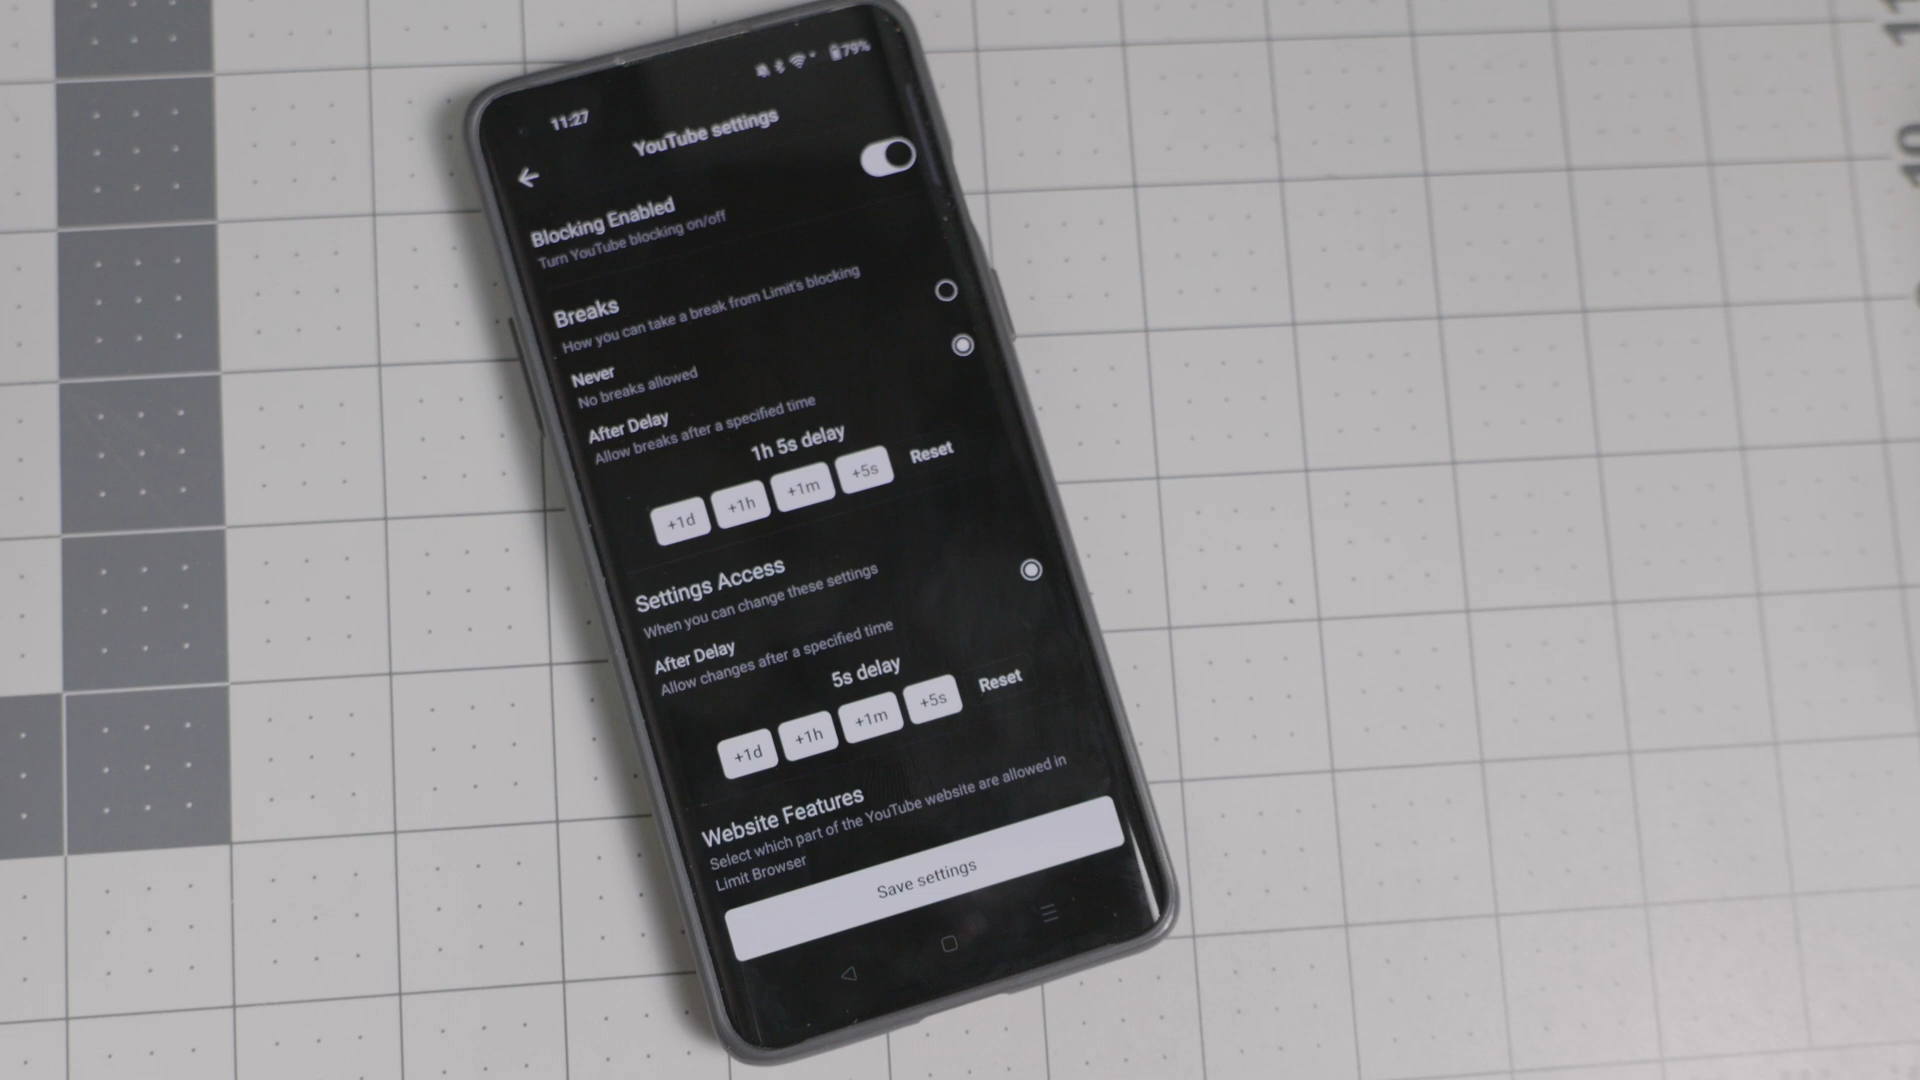 11:27
79%
YouTube settings
Blocking Enabled
Turn YouTube blocking on/off
Breaks
How you can take a break from Limit's blocking
Never
No breaks allowed
After Delay
Allow breaks after a specified time
1h 5s delay
+1d +1h +1m +5s Reset
Settings Access
When you can change these settings
After Delay
Allow changes after a specified time
5s delay
+1d +1h +1m +5s Reset
Website Features
Select which part of the YouTube website are allowed in
Limit Browser
Save settings
11
10